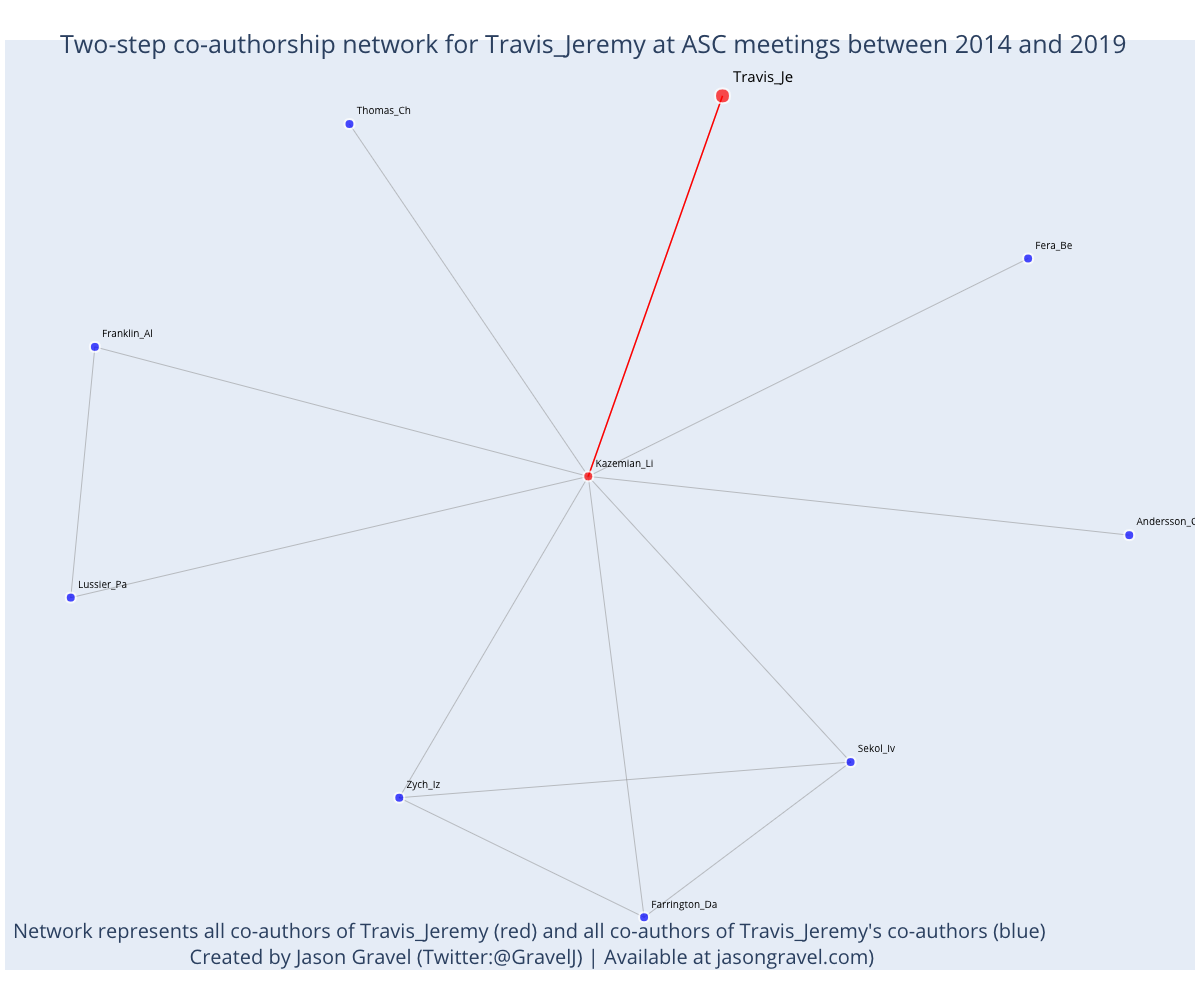 Two-step co-authorship network for Travis_Jeremy at ASC meetings between 2014 and 2019
Travis_Je
Thomas_Ch
Fera_Be
Franklin_Al
Kazemian_Li
Andersson_C
Lussier_Pa
Sekol_Iv
Zych_Iz
Farrington_Da
Network represents all co-authors of Travis_Jeremy (red) and all co-authors of Travis_Jeremy's co-authors (blue)
Created by Jason Gravel (Twitter:@GravelJ) | Available at jasongravel.com)